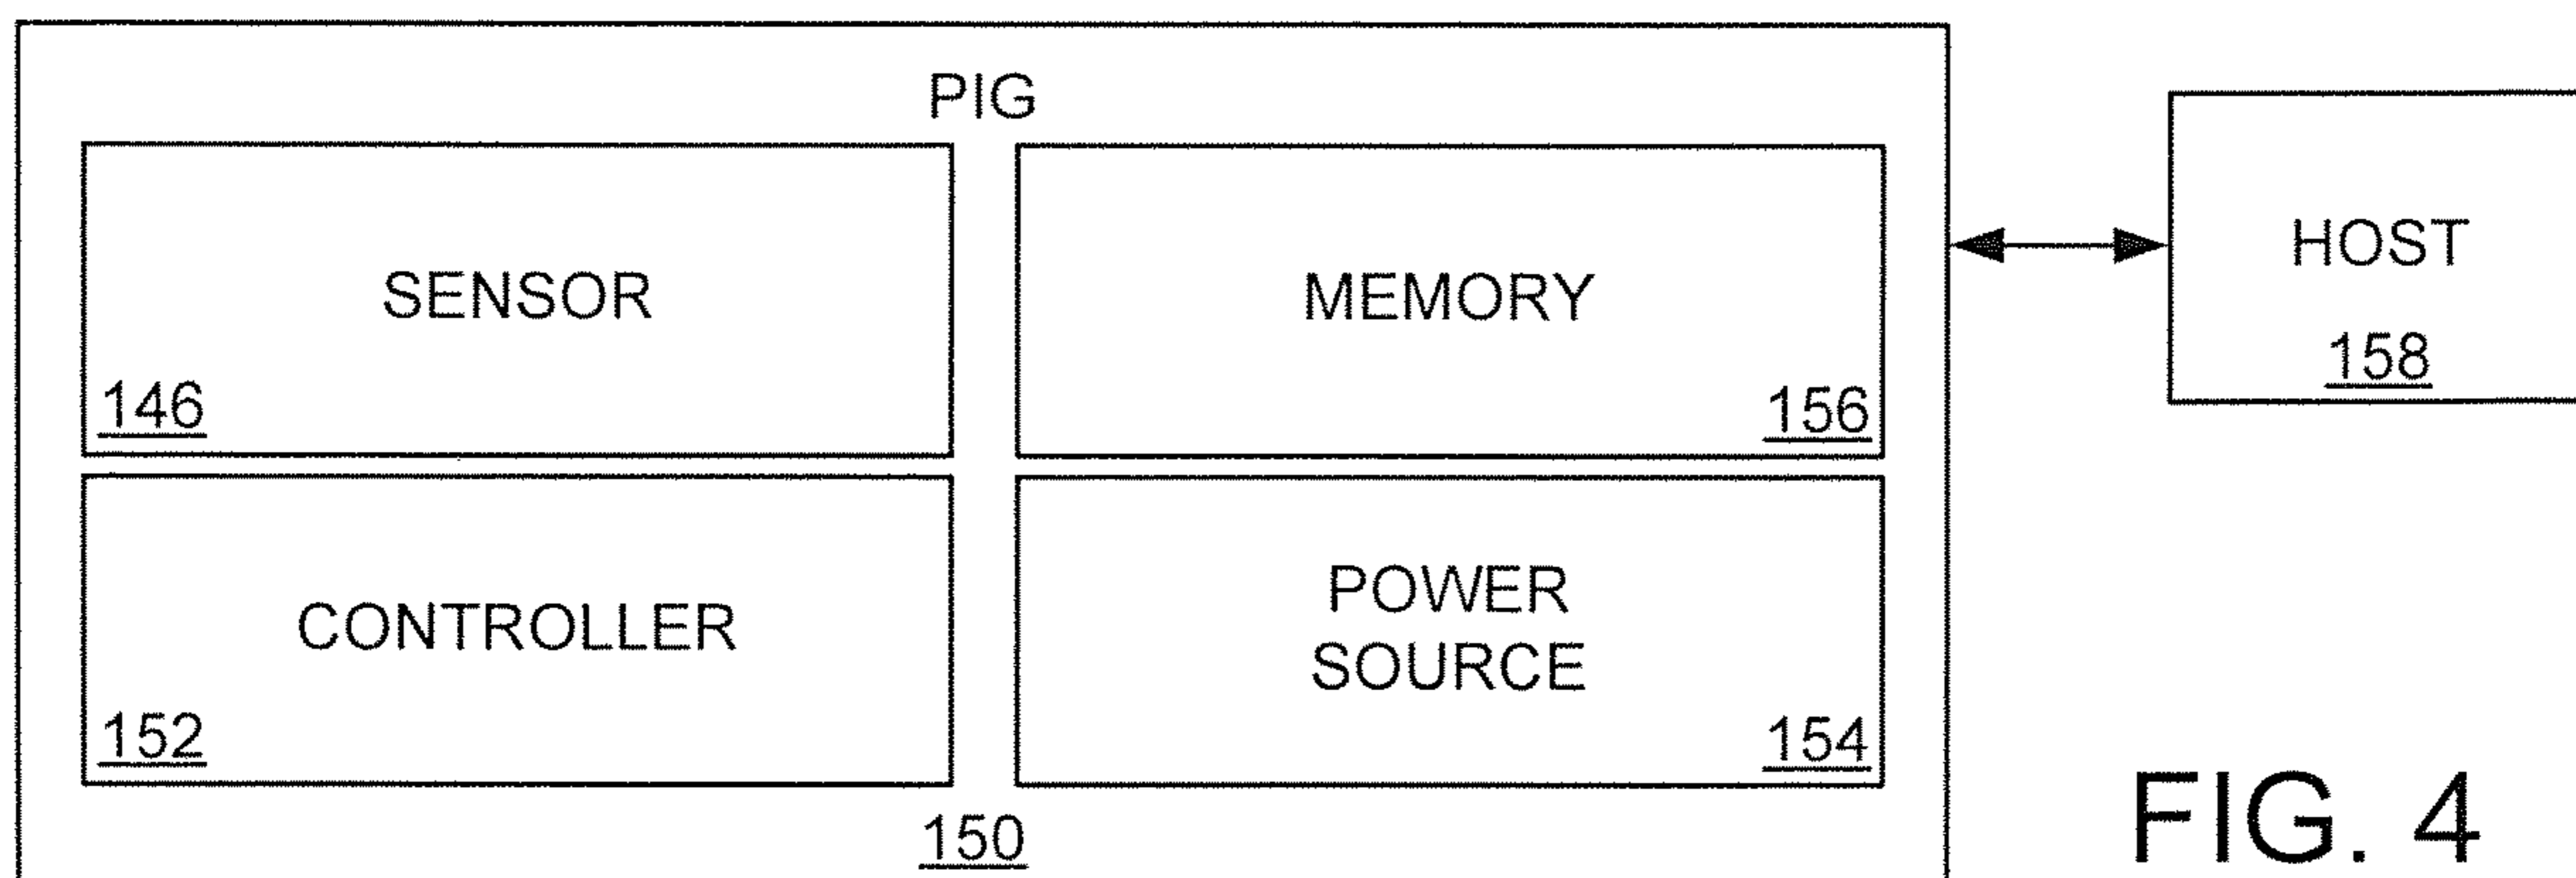 PIG
SENSOR
146
MEMORY
156
CONTROLLER
152
POWER
SOURCE
154
150
HOST
158
FIG. 4